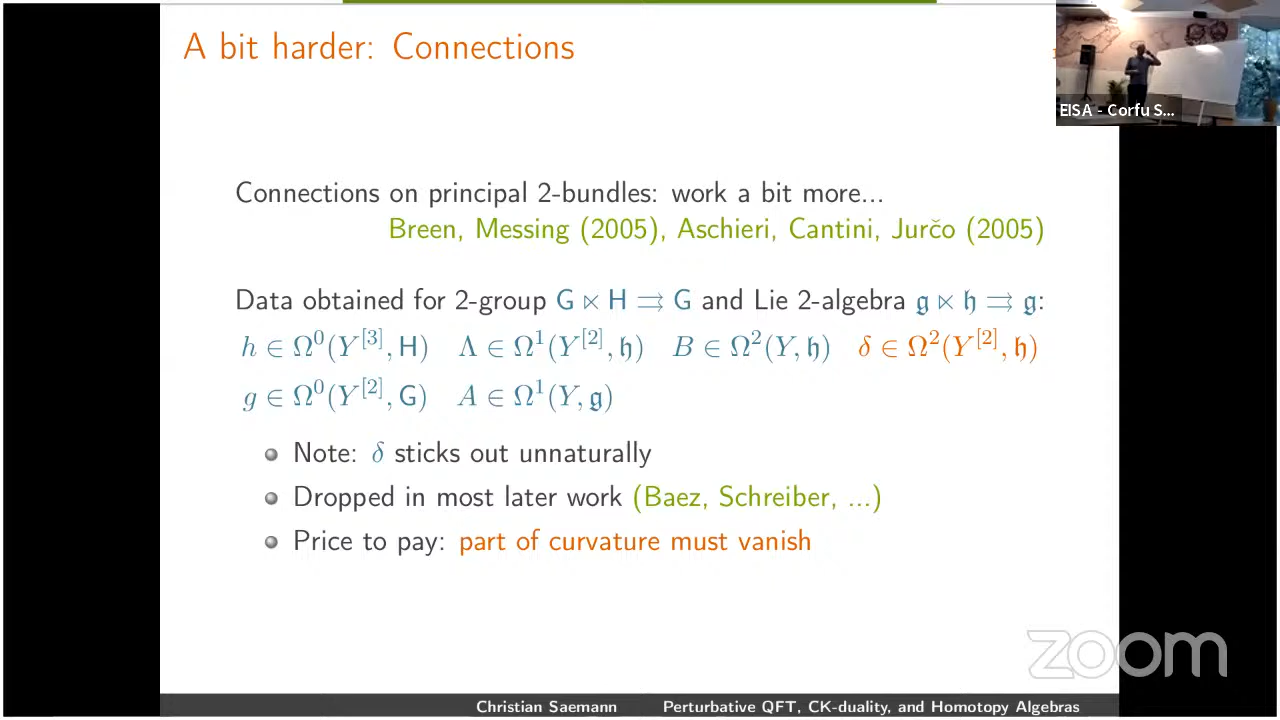 A bit harder: Connections
EISA - Corfu S...
Connections on principal 2-bundles: work a bit more...
Breen, Messing (2005), Aschieri, Cantini, Jurčo (2005)
Data obtained for 2-group G ⋉ H ⇉ G and Lie 2-algebra 𝔤 ⋉ 𝔥 ⇉ 𝔤:
h ∈ Ω⁰(Y^[3], H) Λ ∈ Ω¹(Y^[2], 𝔥) B ∈ Ω²(Y, 𝔥) δ ∈ Ω²(Y^[2], 𝔥)
g ∈ Ω⁰(Y^[2], G) A ∈ Ω¹(Y, 𝔤)
Note: δ sticks out unnaturally
Dropped in most later work (Baez, Schreiber, ...)
Price to pay: part of curvature must vanish
zoom
Christian Saemann Perturbative QFT, CK-duality, and Homotopy Algebras